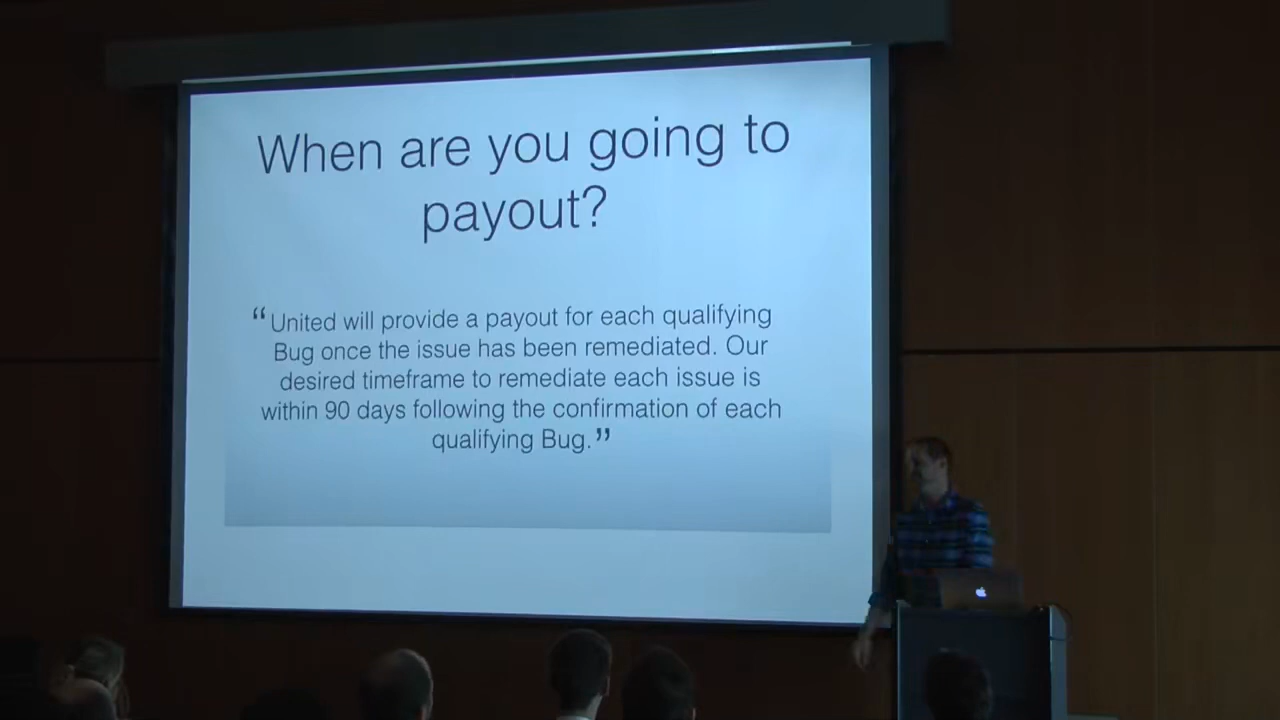 When are you going to
payout?
“United will provide a payout for each qualifying
Bug once the issue has been remediated. Our
desired timeframe to remediate each issue is
within 90 days following the confirmation of each
qualifying Bug.”